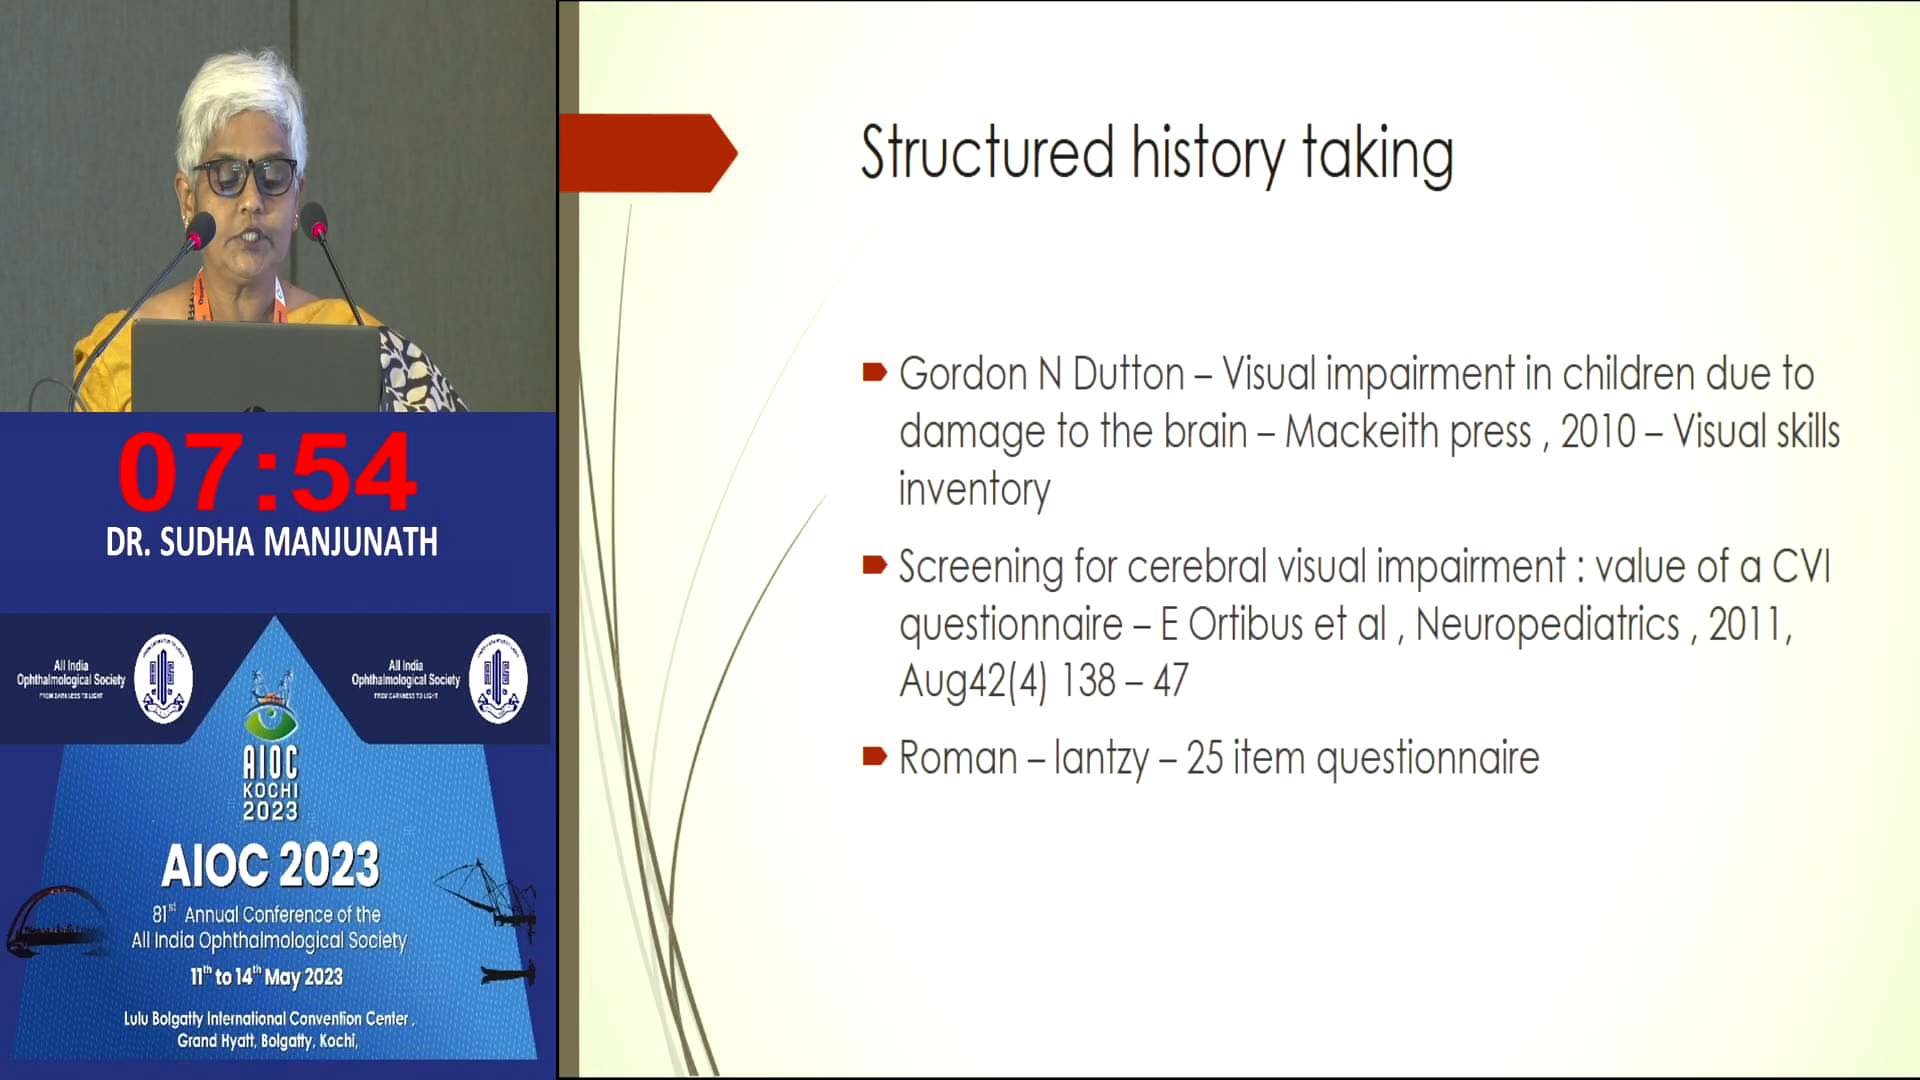 Structured history taking
Gordon N Dutton – Visual impairment in children due to
damage to the brain – Mackeith press , 2010 – Visual skills
inventory
Screening for cerebral visual impairment : value of a CVI
questionnaire – E Ortibus et al , Neuropediatrics , 2011,
Aug42(4) 138 – 47
Roman – lantzy – 25 item questionnaire
07:54
DR. SUDHA MANJUNATH
All India
Ophthalmological Society
FROM DARKNESS TO LIGHT
All India
Ophthalmological Society
FROM DARKNESS TO LIGHT
AIOC
KOCHI
2023
AIOC 2023
81st Annual Conference of the
All India Ophthalmological Society
11th to 14th May 2023
Lulu Bolgatty International Convention Center ,
Grand Hyatt, Bolgatty, Kochi,